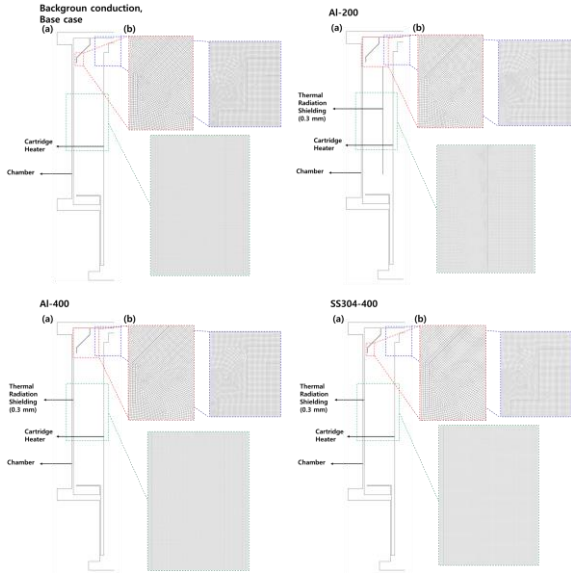 Backgroun conduction,
Base case
(a)
(b)
Cartridge
Heater
Chamber
Al-200
(a)
(b)
Thermal
Radiation
Shielding
(0.3 mm)
Cartridge
Heater
Chamber
Al-400
(a)
(b)
Thermal
Radiation
Shielding
(0.3 mm)
Cartridge
Heater
Chamber
SS304-400
(a)
(b)
Thermal
Radiation
Shielding
(0.3 mm)
Cartridge
Heater
Chamber